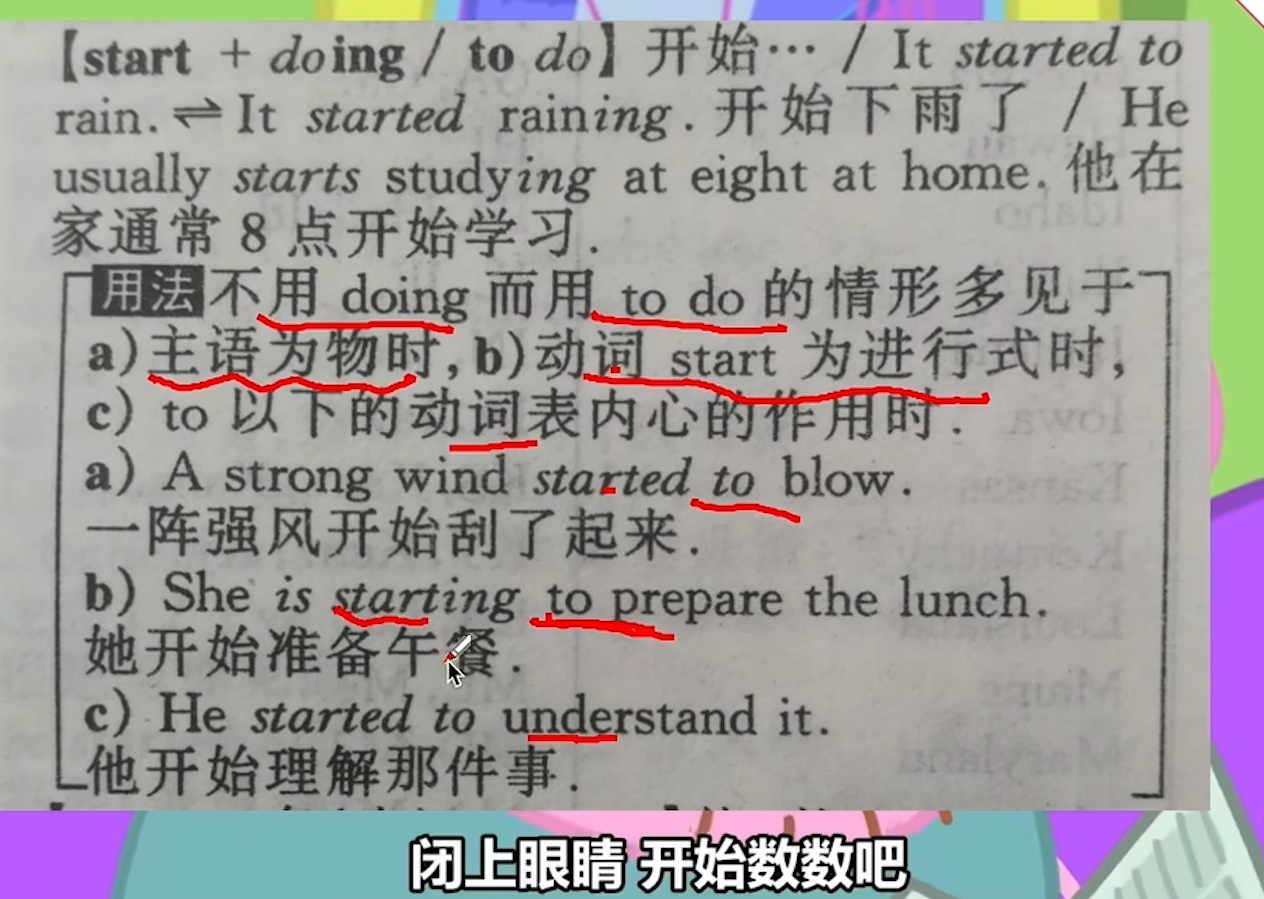 【start + doing / to do】开始… / It started to
rain. ⇌ It started raining. 开始下雨了 / He
usually starts studying at eight at home. 他在
家通常 8 点开始学习.
用法 不用 doing 而用 to do 的情形多见于
a) 主语为物时, b) 动词 start 为进行式时,
c) to 以下的动词表内心的作用时.
a) A strong wind started to blow.
一阵强风开始刮了起来.
b) She is starting to prepare the lunch.
她开始准备午餐.
c) He started to understand it.
他开始理解那件事.
闭上眼睛 开始数数吧